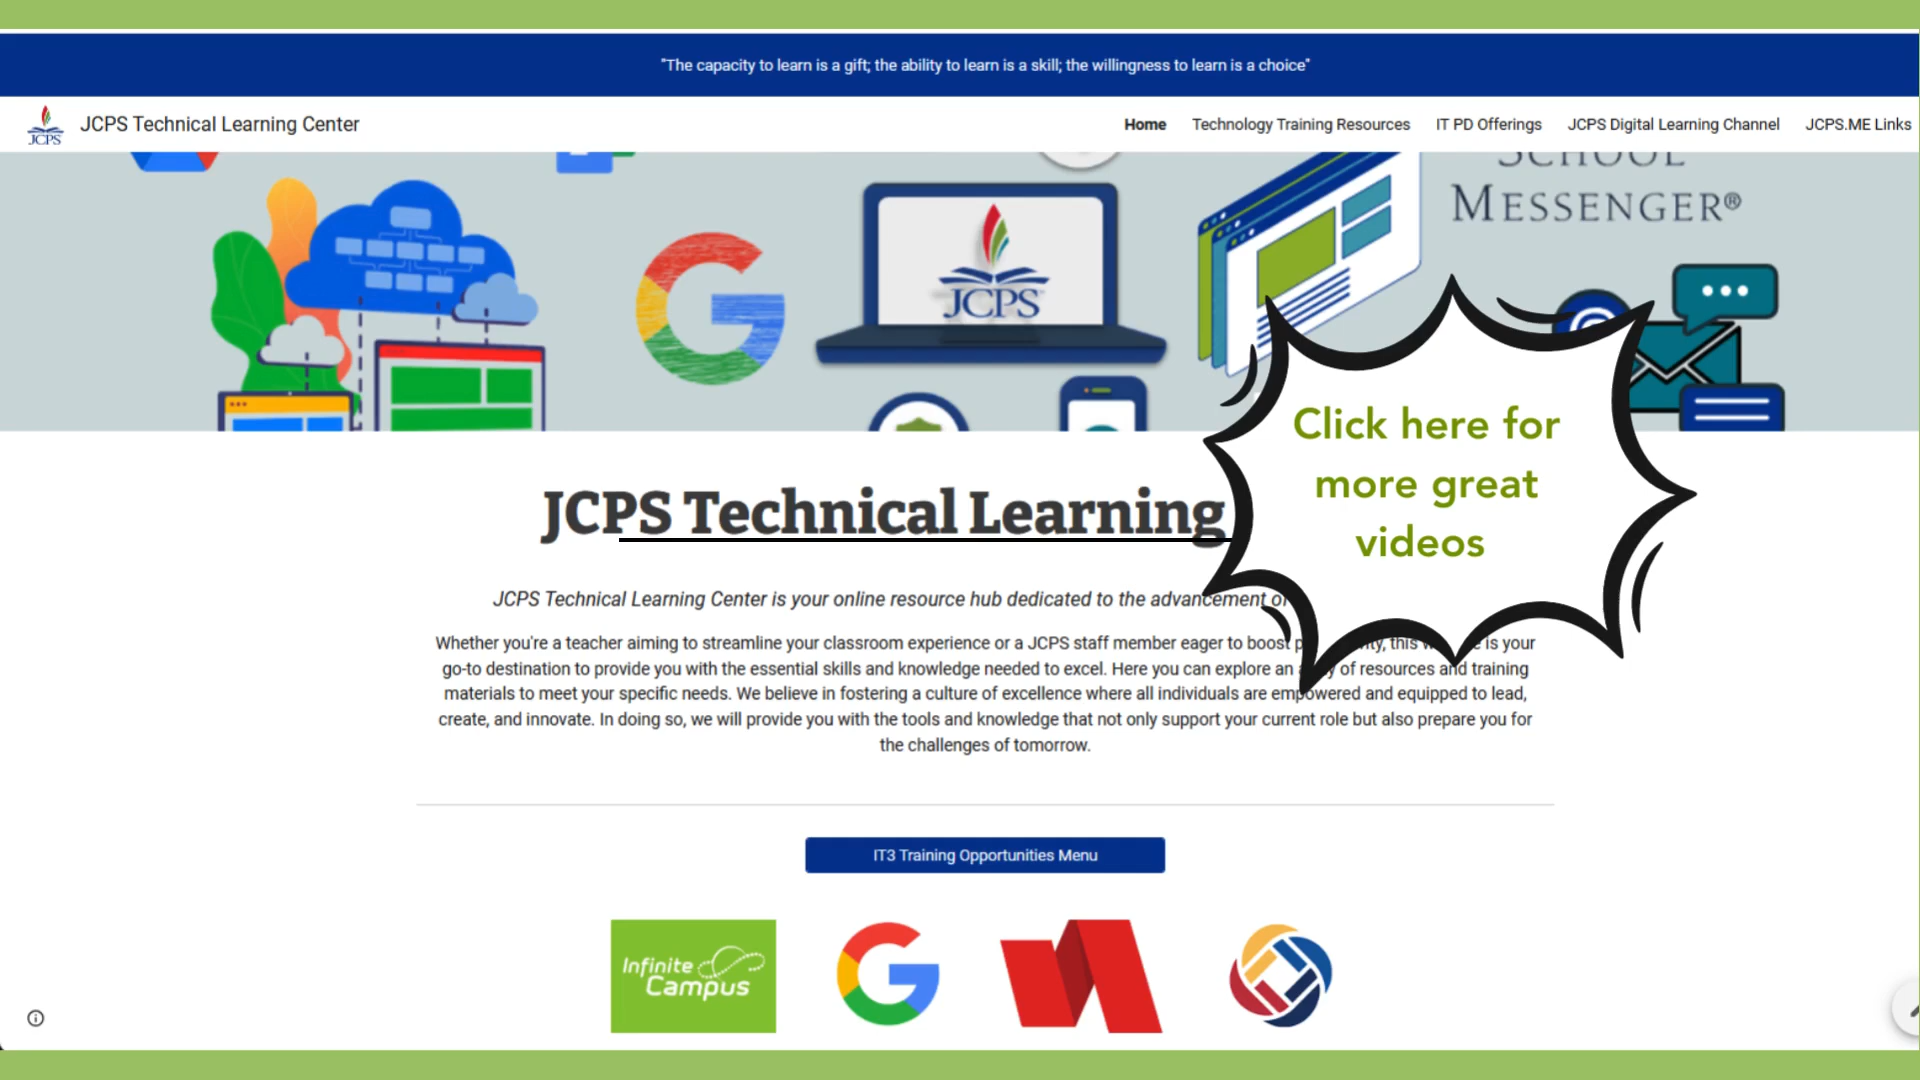 "The capacity to learn is a gift; the ability to learn is a skill; the willingness to learn is a choice"
JCPS
JCPS Technical Learning Center
Home
Technology Training Resources
IT PD Offerings
JCPS Digital Learning Channel
JCPS.ME Links
SCHOOL
MESSENGER®
JCPS
Click here for
more great
videos
JCPS Technical Learning
JCPS Technical Learning Center is your online resource hub dedicated to the advancement of
Whether you're a teacher aiming to streamline your classroom experience or a JCPS staff member eager to boost this is your
go-to destination to provide you with the essential skills and knowledge needed to excel. Here you can explore an of resources and training
materials to meet your specific needs. We believe in fostering a culture of excellence where all individuals are empowered and equipped to lead,
create, and innovate. In doing so, we will provide you with the tools and knowledge that not only support your current role but also prepare you for
the challenges of tomorrow.
IT3 Training Opportunities Menu
Infinite
Campus